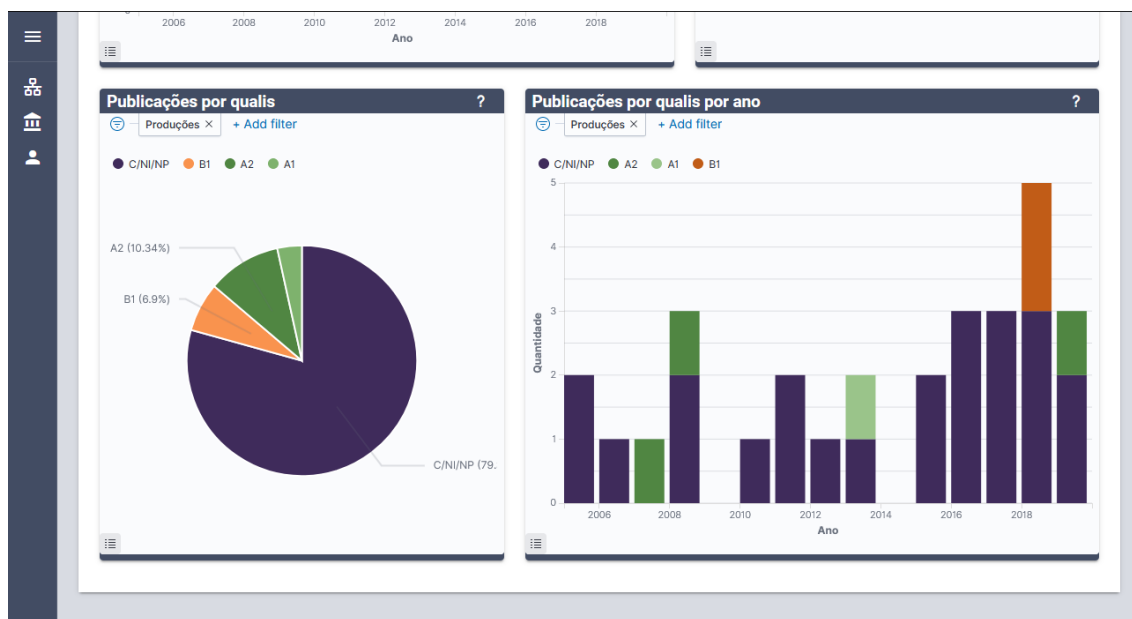 2006 2008 2010 2012 2014 2016 2018
Ano
Publicações por qualis ?
Produções × + Add filter
C/NI/NP B1 A2 A1
A2 (10.34%)
B1 (6.9%)
C/NI/NP (79.
Publicações por qualis por ano ?
Produções × + Add filter
C/NI/NP A2 A1 B1
5
4
3
2
1
0
Quantidade
2006 2008 2010 2012 2014 2016 2018
Ano